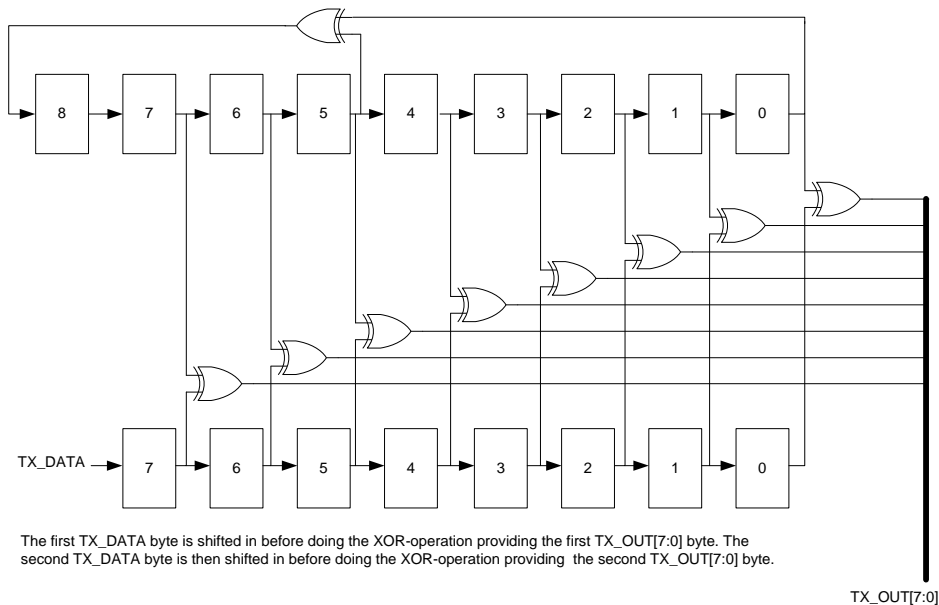 8 7 6 5 4 3 2 1 0
TX_DATA 7 6 5 4 3 2 1 0
The first TX_DATA byte is shifted in before doing the XOR-operation providing the first TX_OUT[7:0] byte. The
second TX_DATA byte is then shifted in before doing the XOR-operation providing  the second TX_OUT[7:0] byte.
TX_OUT[7:0]